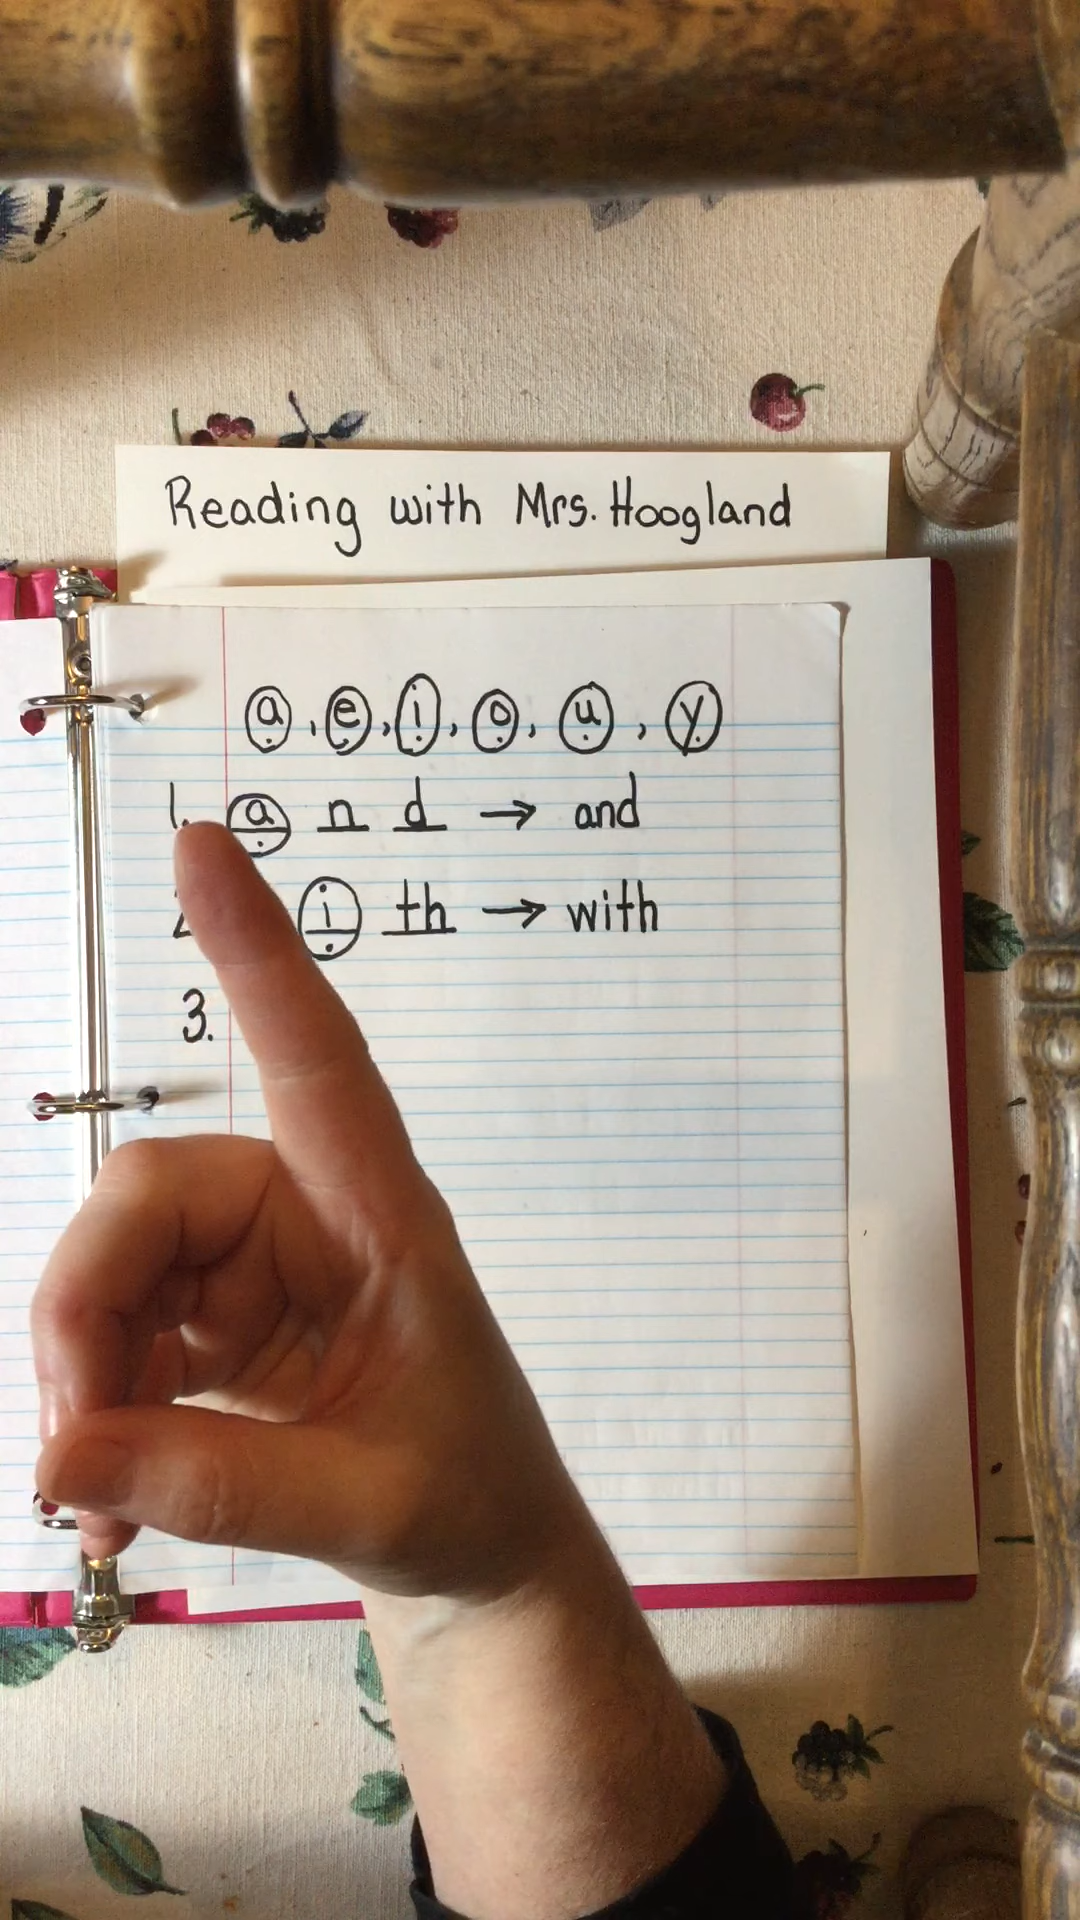 Reading with Mrs. Hoogland
a, e, i, o, u, y
1. a n d → and
i th → with
3.